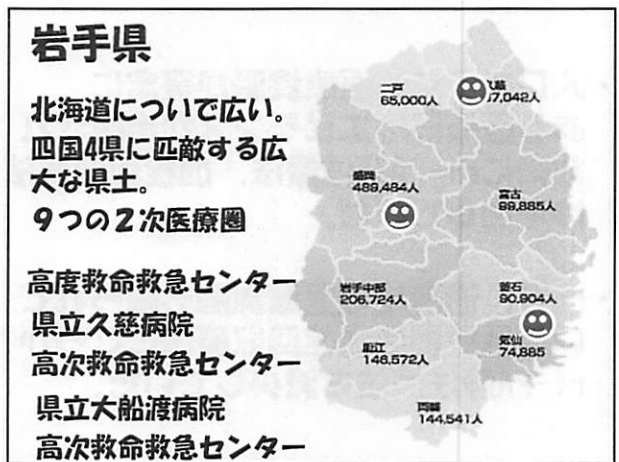 岩手県
北海道についで広い。
四国4県に匹敵する広
大な県土。
９つの２次医療圏
高度救命救急センター
県立久慈病院
高次救命救急センター
県立大船渡病院
高次救命救急センター
二戸
65,000人
7,042人
盛岡
489,484人
宮古
99,885人
岩手中部
206,724人
釜石
90,904人
気仙
74,885
胆江
148,572人
両磐
144,541人